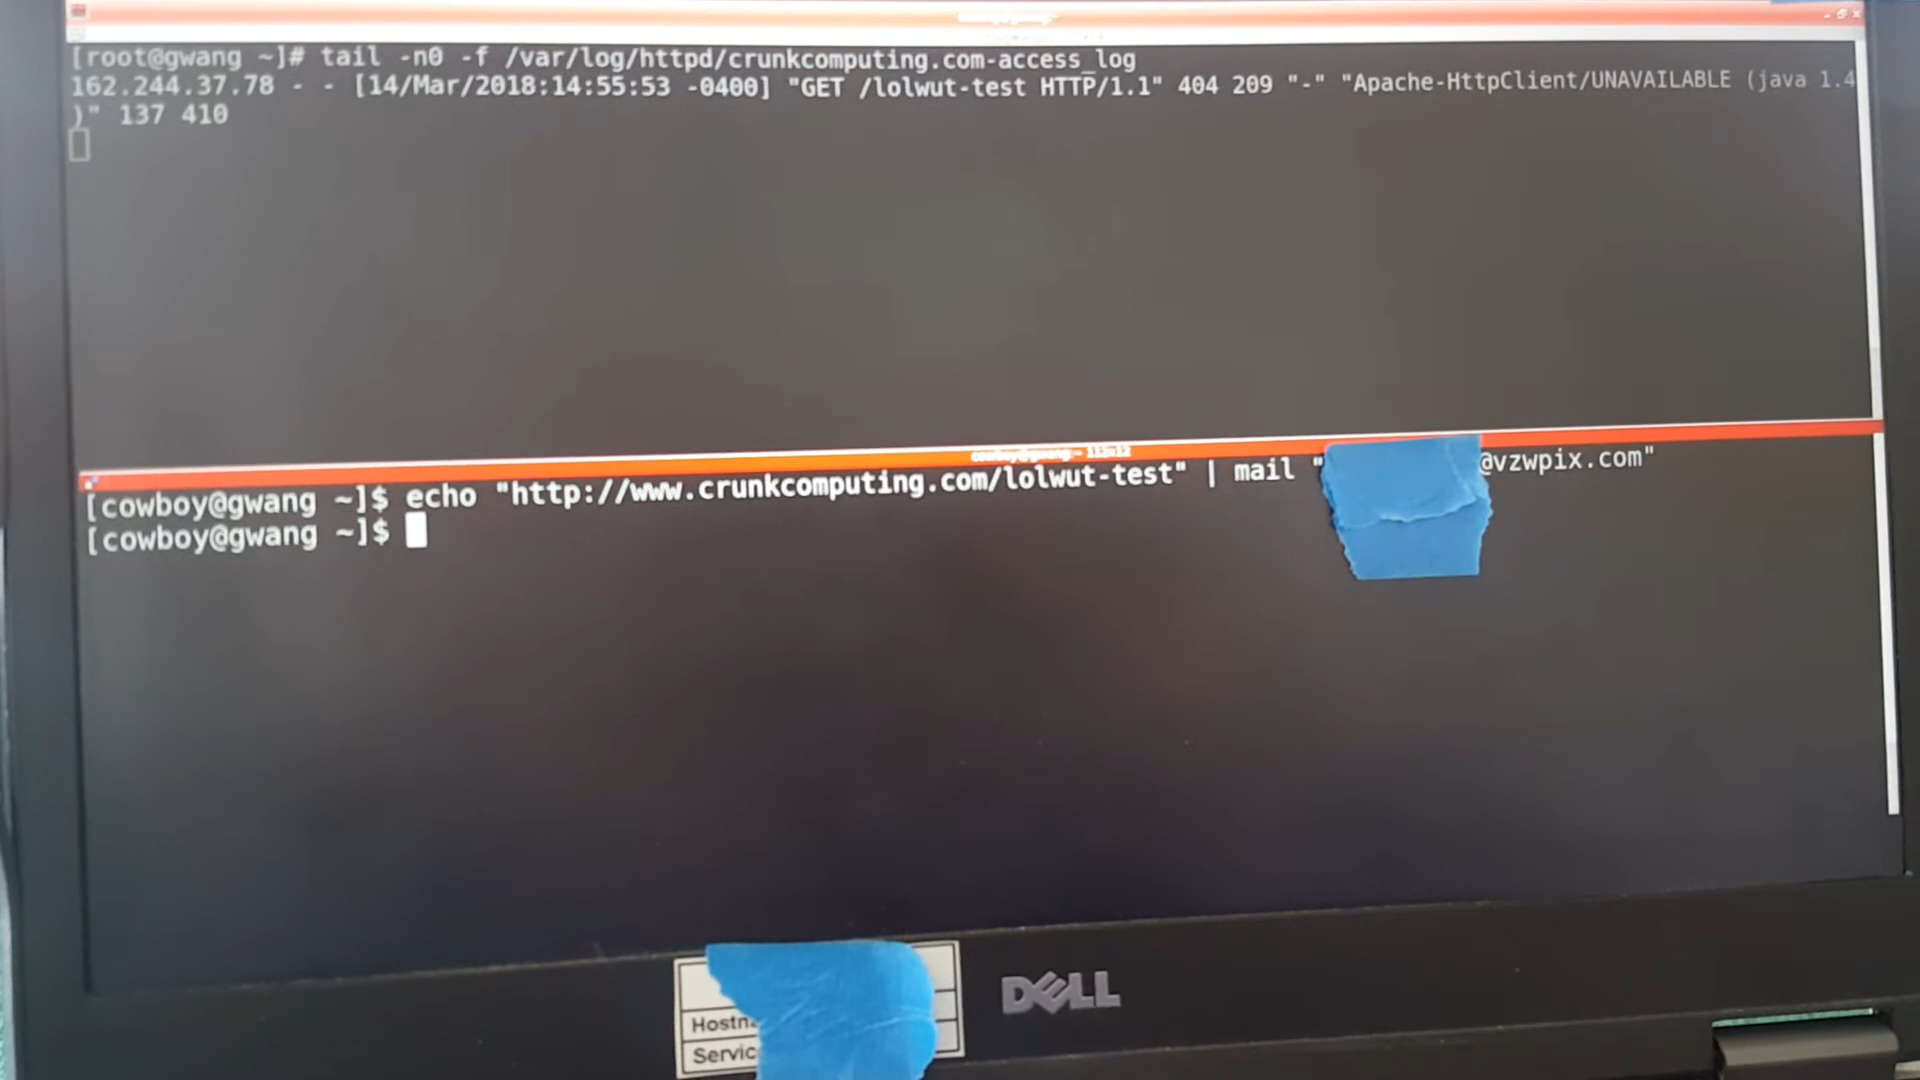 [root@gwang ~]# tail -n0 -f /var/log/httpd/crunkcomputing.com-access_log
162.244.37.78 - - [14/Mar/2018:14:55:53 -0400] "GET /lolwut-test HTTP/1.1" 404 209 "-" "Apache-HttpClient/UNAVAILABLE (java 1.4
)" 137 410
[cowboy@gwang ~]$ echo "http://www.crunkcomputing.com/lolwut-test" | mail "@vzwpix.com"
[cowboy@gwang ~]$
Hostna
Servic
DELL